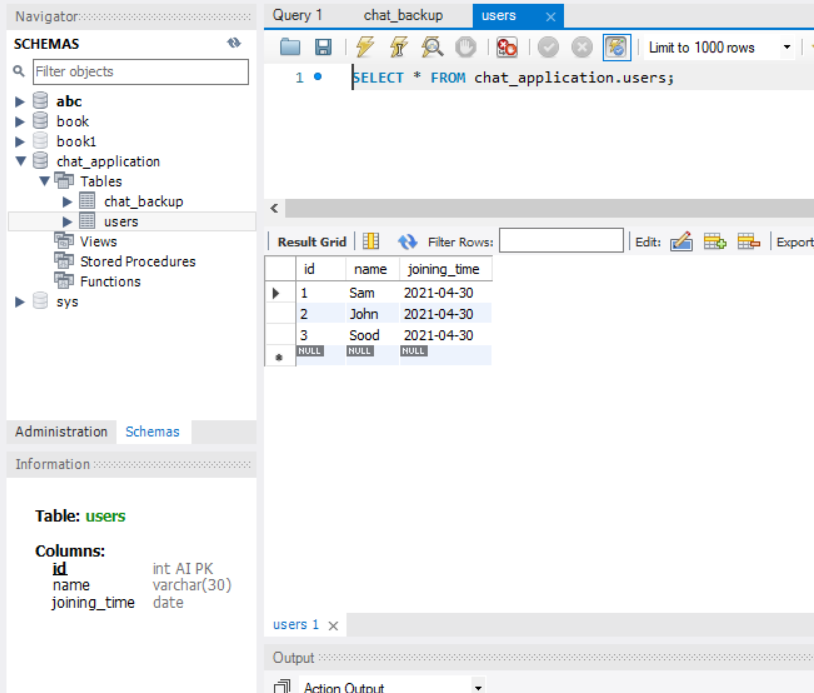 Navigator
SCHEMAS
Filter objects
abc
book
book1
chat_application
Tables
chat_backup
users
Views
Stored Procedures
Functions
sys
Administration Schemas
Information
Table: users
Columns:
id int AI PK
name varchar(30)
joining_time date
Query 1 chat_backup users
Limit to 1000 rows
1 SELECT * FROM chat_application.users;
Result Grid Filter Rows: Edit: Export
id name joining_time
1 Sam 2021-04-30
2 John 2021-04-30
3 Sood 2021-04-30
NULL NULL NULL
users 1
Output
Action Output